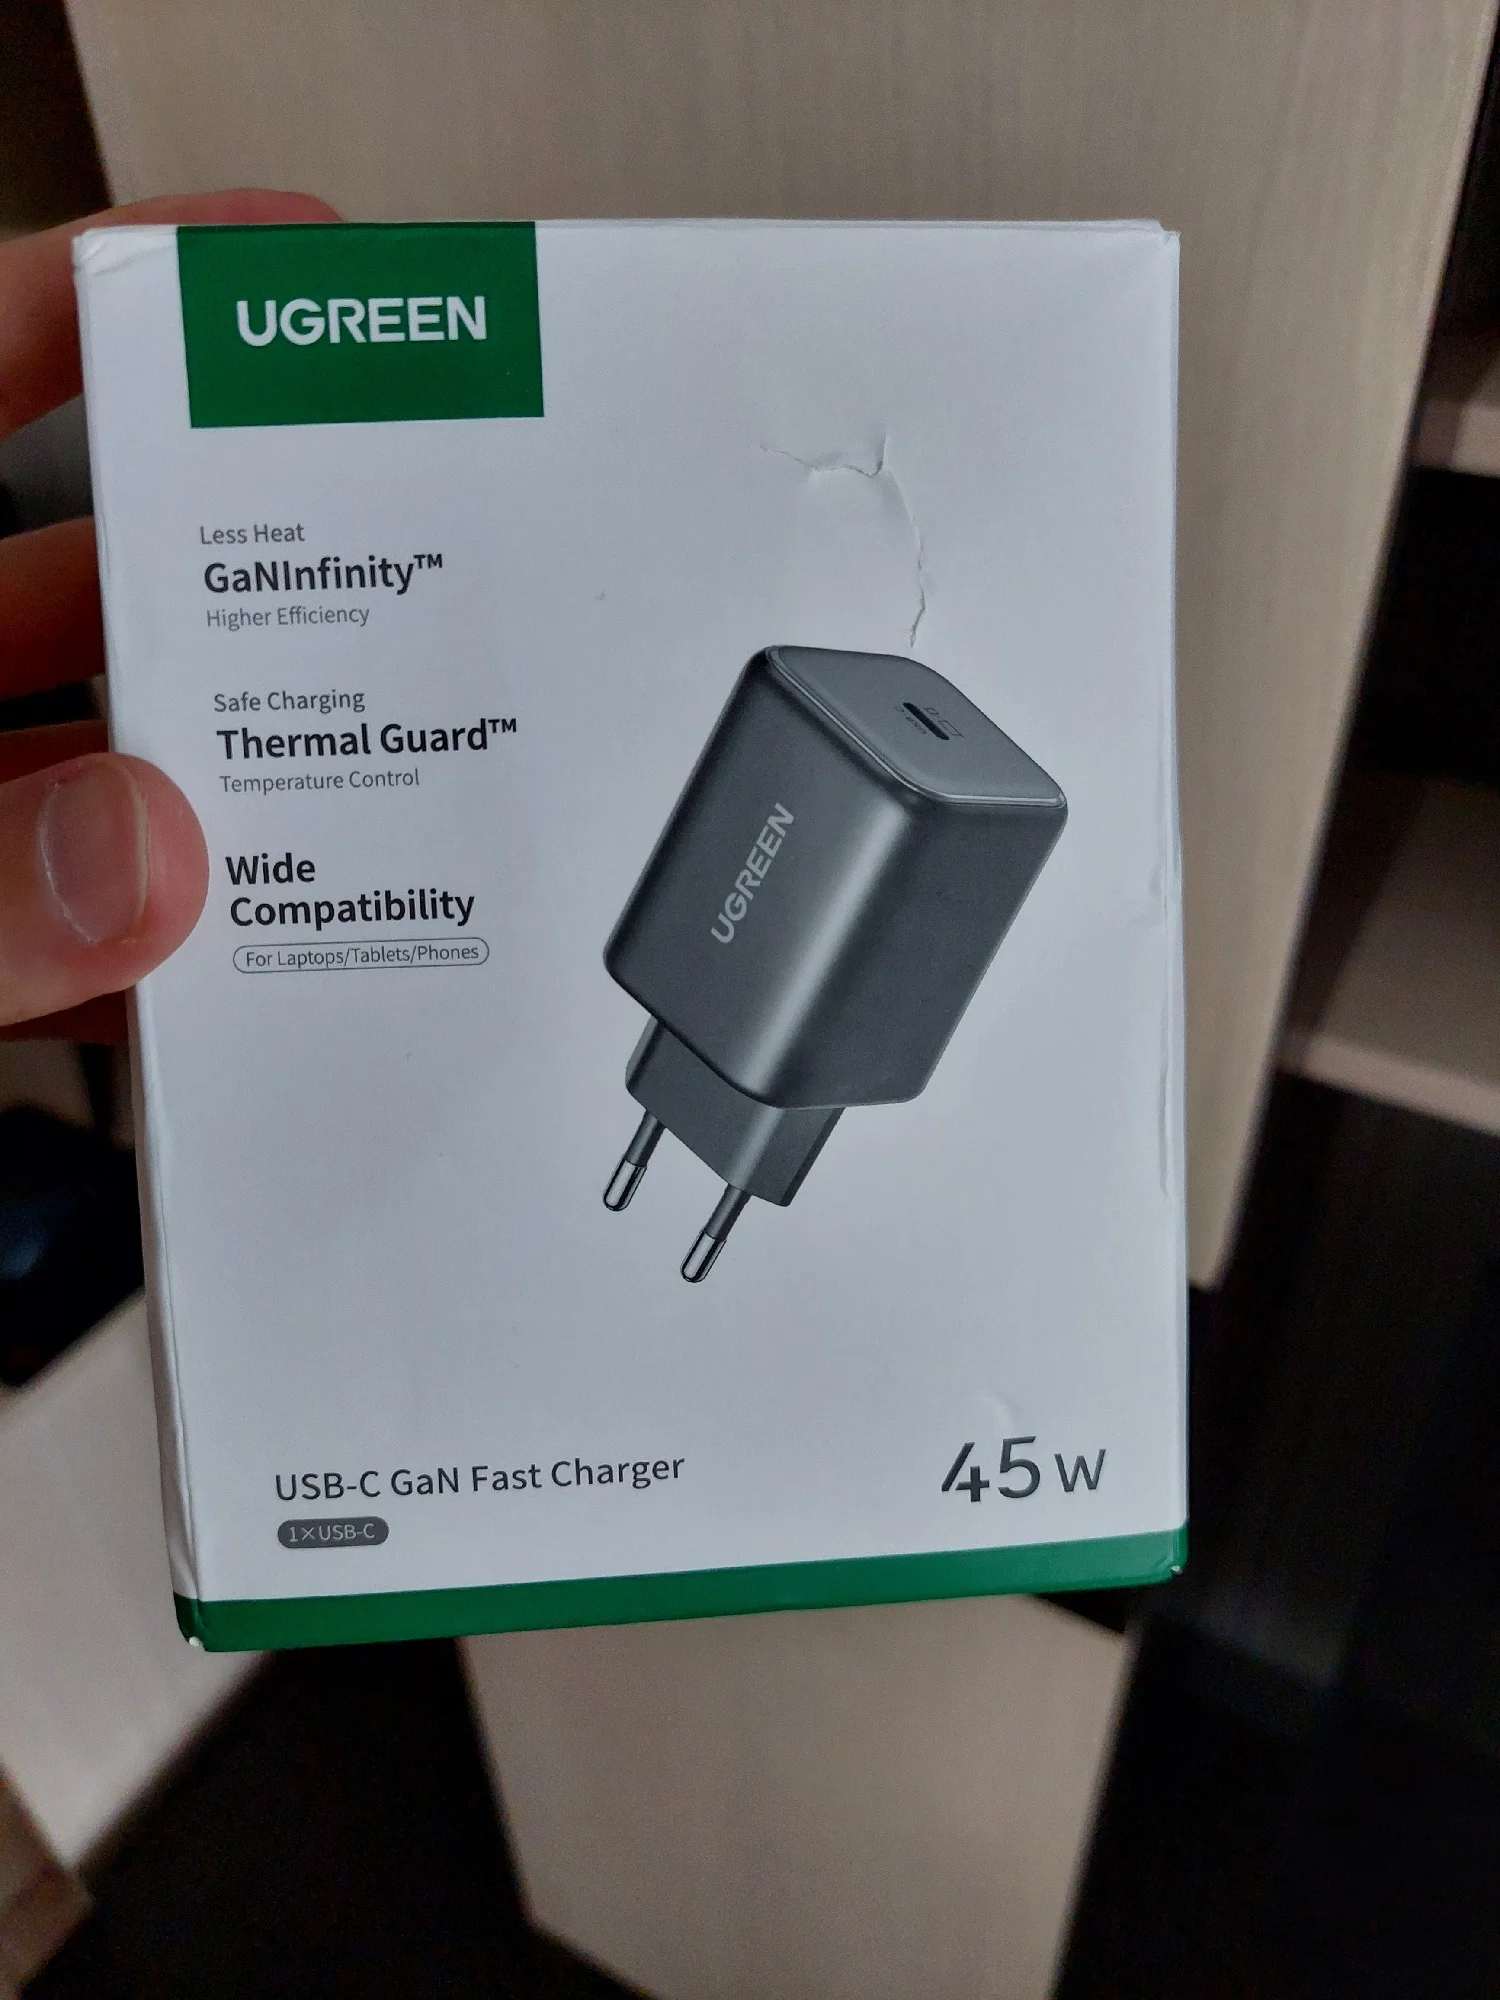 UGREEN
Less Heat
GaNInfinity™
Higher Efficiency
Safe Charging
Thermal Guard™
Temperature Control
Wide
Compatibility
For Laptops/Tablets/Phones
UGREEN
USB-C GaN Fast Charger
1×USB-C
45W